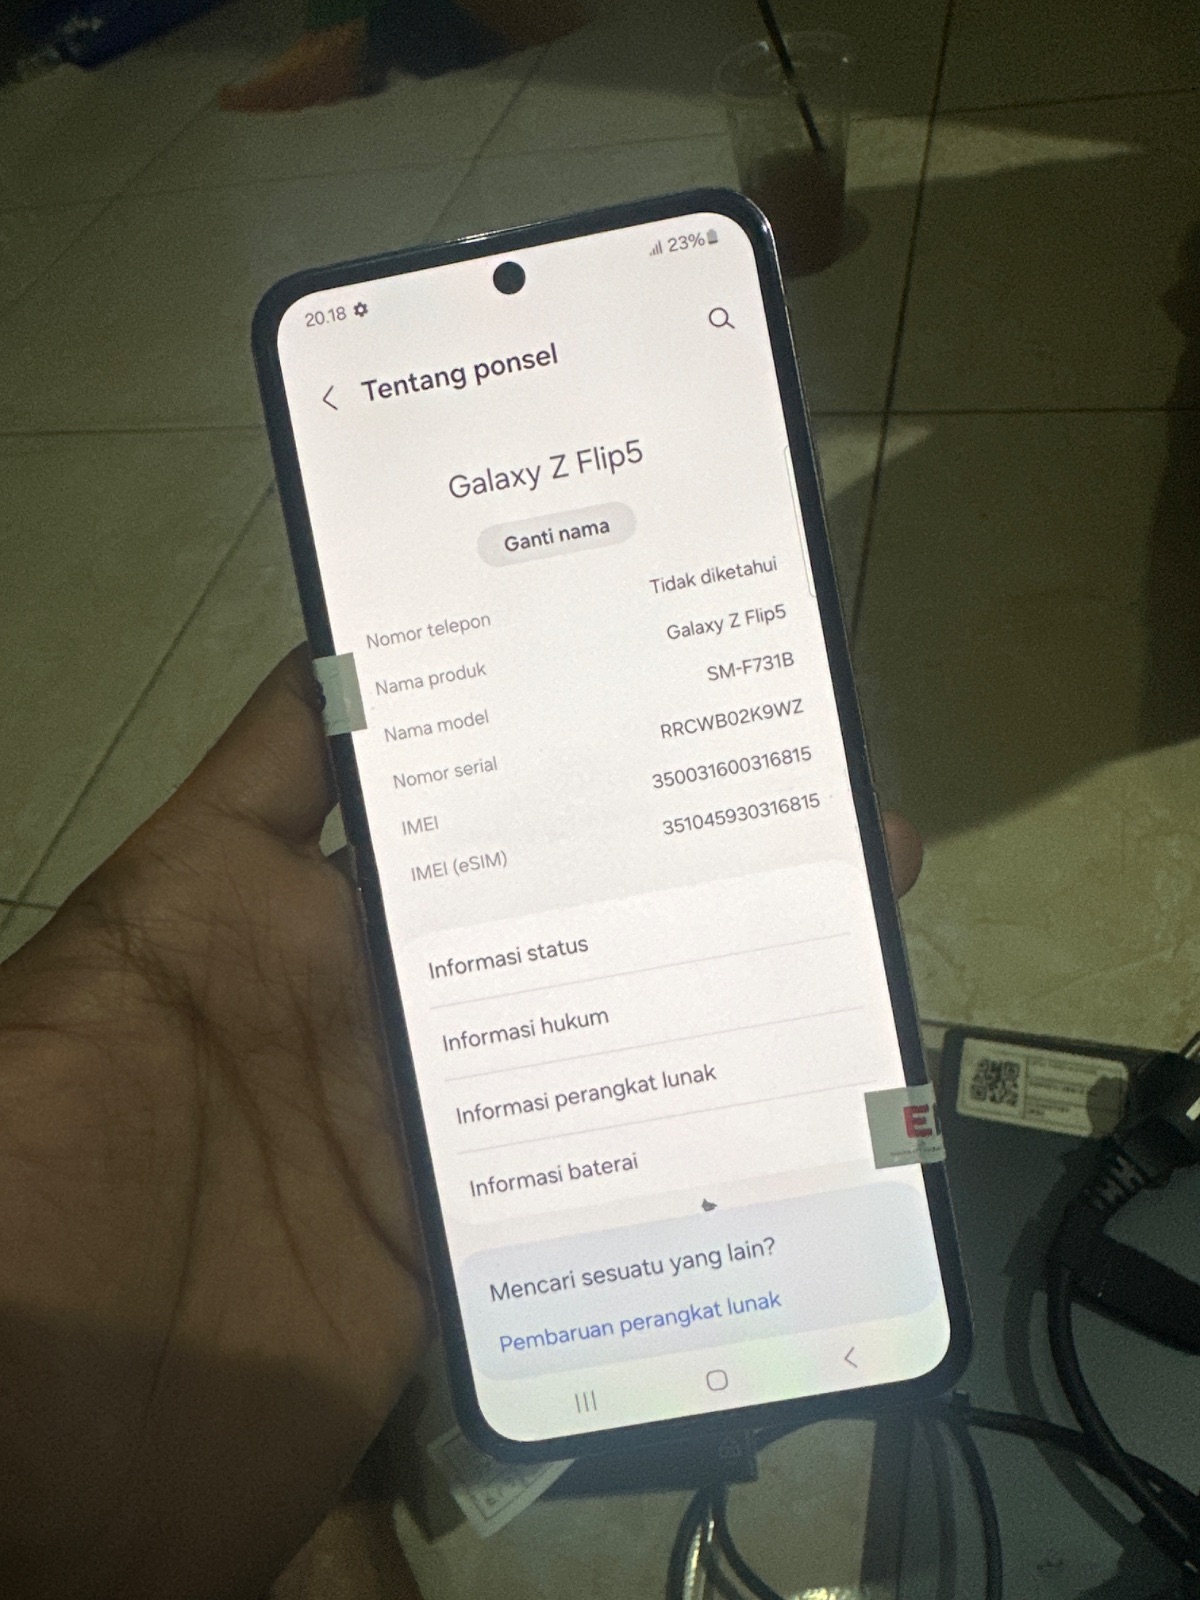 20.18
23%
Tentang ponsel
Galaxy Z Flip5
Ganti nama
Nomor telepon Tidak diketahui
Nama produk Galaxy Z Flip5
Nama model SM-F731B
Nomor serial RRCWB02K9WZ
IMEI 350031600316815
IMEI (eSIM) 351045930316815
Informasi status
Informasi hukum
Informasi perangkat lunak
Informasi baterai
Mencari sesuatu yang lain?
Pembaruan perangkat lunak